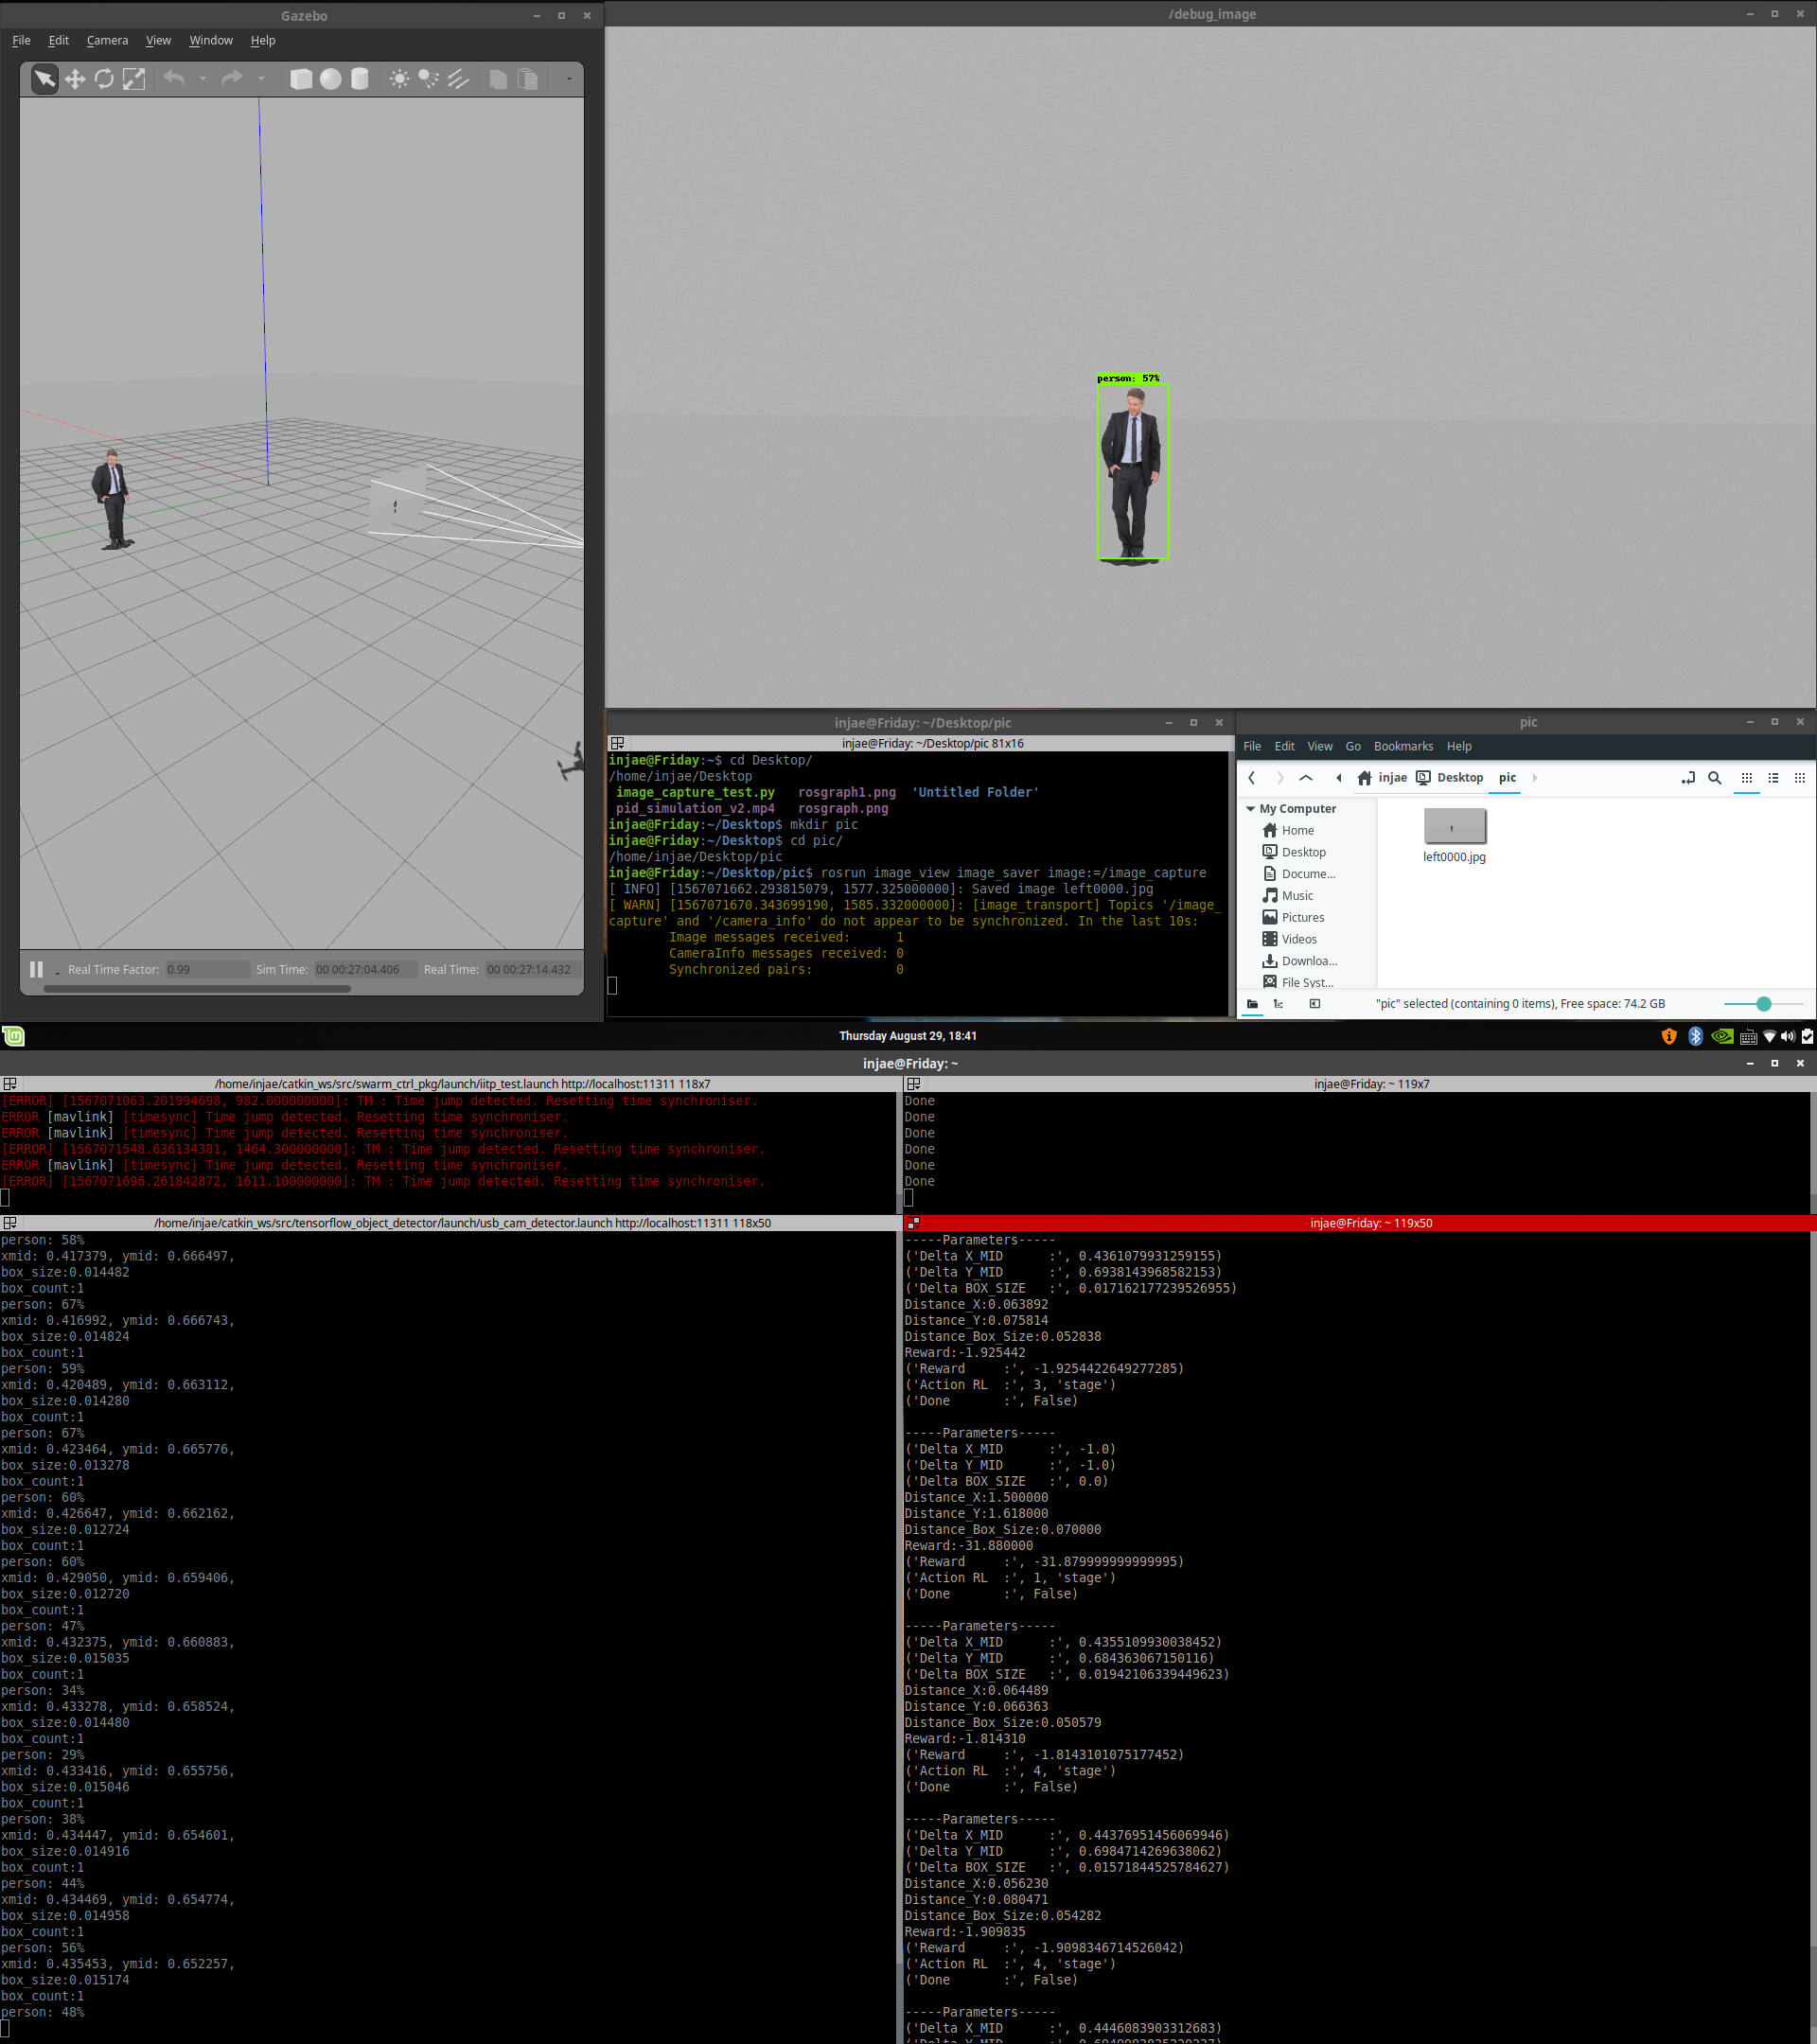 Gazebo
File Edit Camera View Window Help
Real Time Factor: 0.99 Sim Time: 00 00:27:04.406 Real Time: 00 00:27:14.432
/debug_image
person: 57%
injae@Friday: ~/Desktop/pic
injae@Friday: ~/Desktop/pic 81x16
injae@Friday:~$ cd Desktop/
/home/injae/Desktop
image_capture_test.py rosgraph1.png 'Untitled Folder'
pid_simulation_v2.mp4 rosgraph.png
injae@Friday:~/Desktop$ mkdir pic
injae@Friday:~/Desktop$ cd pic/
/home/injae/Desktop/pic
injae@Friday:~/Desktop/pic$ rosrun image_view image_saver image:=/image_capture
[ INFO] [1567071662.293815079, 1577.325000000]: Saved image left0000.jpg
[ WARN] [1567071670.343699190, 1585.332000000]: [image_transport] Topics '/image_
capture' and '/camera_info' do not appear to be synchronized. In the last 10s:
Image messages received: 1
CameraInfo messages received: 0
Synchronized pairs: 0
pic
File Edit View Go Bookmarks Help
injae Desktop pic
My Computer
Home
Desktop
Docume...
Music
Pictures
Videos
Downloa...
File Syst...
left0000.jpg
"pic" selected (containing 0 items), Free space: 74.2 GB
Thursday August 29, 18:41
injae@Friday: ~
/home/injae/catkin_ws/src/swarm_ctrl_pkg/launch/iitp_test.launch http://localhost:11311 118x7
[ERROR] [1567071063.201994698, 982.000000000]: TM : Time jump detected. Resetting time synchroniser.
ERROR [mavlink] [timesync] Time jump detected. Resetting time synchroniser.
ERROR [mavlink] [timesync] Time jump detected. Resetting time synchroniser.
[ERROR] [1567071548.636134381, 1464.300000000]: TM : Time jump detected. Resetting time synchroniser.
ERROR [mavlink] [timesync] Time jump detected. Resetting time synchroniser.
[ERROR] [1567071696.261842872, 1611.100000000]: TM : Time jump detected. Resetting time synchroniser.
injae@Friday: ~ 119x7
Done
Done
Done
Done
Done
Done
/home/injae/catkin_ws/src/tensorflow_object_detector/launch/usb_cam_detector.launch http://localhost:11311 118x50
person: 58%
xmid: 0.417379, ymid: 0.666497,
box_size:0.014482
box_count:1
person: 67%
xmid: 0.416992, ymid: 0.666743,
box_size:0.014824
box_count:1
person: 59%
xmid: 0.420489, ymid: 0.663112,
box_size:0.014280
box_count:1
person: 67%
xmid: 0.423464, ymid: 0.665776,
box_size:0.013278
box_count:1
person: 60%
xmid: 0.426647, ymid: 0.662162,
box_size:0.012724
box_count:1
person: 60%
xmid: 0.429050, ymid: 0.659406,
box_size:0.012720
box_count:1
person: 47%
xmid: 0.432375, ymid: 0.660883,
box_size:0.015035
box_count:1
person: 34%
xmid: 0.433278, ymid: 0.658524,
box_size:0.014480
box_count:1
person: 29%
xmid: 0.433416, ymid: 0.655756,
box_size:0.015046
box_count:1
person: 38%
xmid: 0.434447, ymid: 0.654601,
box_size:0.014916
box_count:1
person: 44%
xmid: 0.434469, ymid: 0.654774,
box_size:0.014958
box_count:1
person: 56%
xmid: 0.435453, ymid: 0.652257,
box_size:0.015174
box_count:1
person: 48%
injae@Friday: ~ 119x50
-----Parameters-----
('Delta X_MID :', 0.4361079931259155)
('Delta Y_MID :', 0.6938143968582153)
('Delta BOX_SIZE :', 0.017162177239526955)
Distance_X:0.063892
Distance_Y:0.075814
Distance_Box_Size:0.052838
Reward:-1.925442
('Reward :', -1.9254422649277285)
('Action RL :', 3, 'stage')
('Done :', False)
-----Parameters-----
('Delta X_MID :', -1.0)
('Delta Y_MID :', -1.0)
('Delta BOX_SIZE :', 0.0)
Distance_X:1.500000
Distance_Y:1.618000
Distance_Box_Size:0.070000
Reward:-31.880000
('Reward :', -31.879999999999995)
('Action RL :', 1, 'stage')
('Done :', False)
-----Parameters-----
('Delta X_MID :', 0.4355109930038452)
('Delta Y_MID :', 0.684363067150116)
('Delta BOX_SIZE :', 0.01942106339449623)
Distance_X:0.064489
Distance_Y:0.066363
Distance_Box_Size:0.050579
Reward:-1.814310
('Reward :', -1.8143101075177452)
('Action RL :', 4, 'stage')
('Done :', False)
-----Parameters-----
('Delta X_MID :', 0.44376951456069946)
('Delta Y_MID :', 0.6984714269638062)
('Delta BOX_SIZE :', 0.01571844525784627)
Distance_X:0.056230
Distance_Y:0.080471
Distance_Box_Size:0.054282
Reward:-1.909835
('Reward :', -1.9098346714526042)
('Action RL :', 4, 'stage')
('Done :', False)
-----Parameters-----
('Delta X_MID :', 0.4446083903312683)